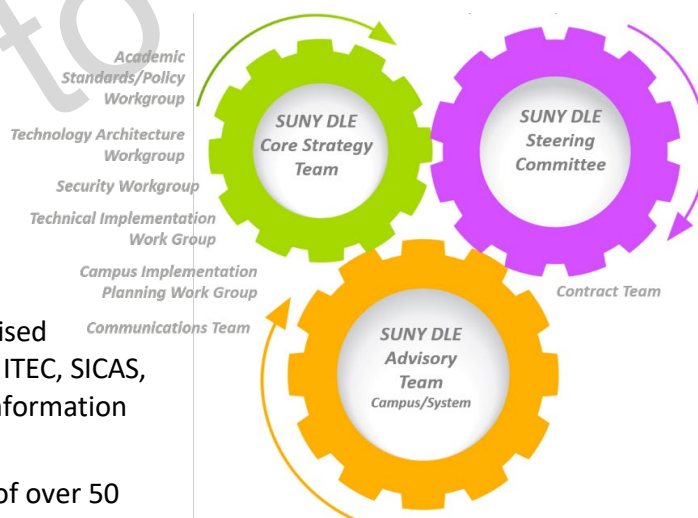 to
Academic
Standards/Policy
Workgroup
Technology Architecture
Workgroup
Security Workgroup
Technical Implementation
Work Group
Campus Implementation
Planning Work Group
Communications Team
SUNY DLE
Core Strategy
Team
SUNY DLE
Steering
Committee
Contract Team
SUNY DLE
Advisory
Team
Campus/System
ised
ITEC, SICAS,
nformation
of over 50